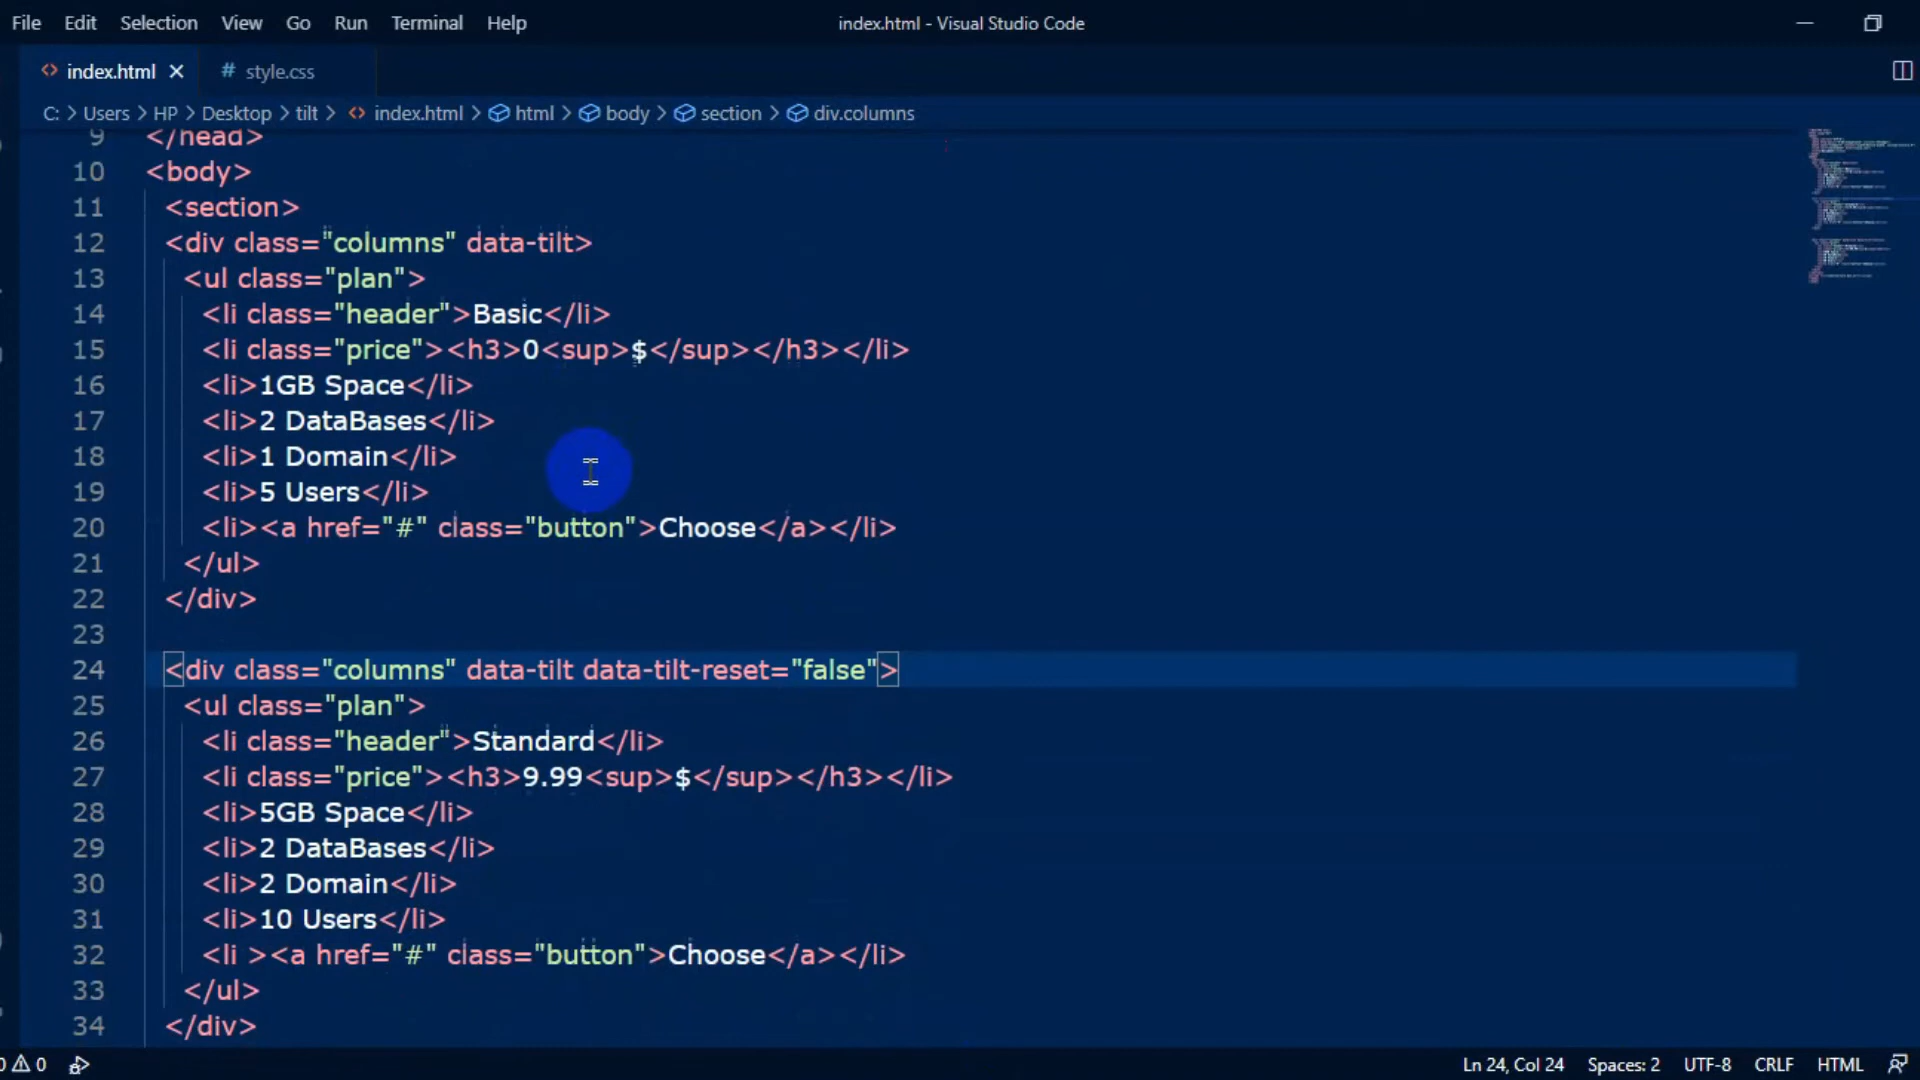 File Edit Selection View Go Run Terminal Help index.html - Visual Studio Code
index.html # style.css
C: > Users > HP > Desktop > tilt > index.html > html > body > section > div.columns
9 </head>
10 <body>
11 <section>
12 <div class="columns" data-tilt>
13 <ul class="plan">
14 <li class="header">Basic</li>
15 <li class="price"><h3>0<sup>$</sup></h3></li>
16 <li>1GB Space</li>
17 <li>2 DataBases</li>
18 <li>1 Domain</li>
19 <li>5 Users</li>
20 <li><a href="#" class="button">Choose</a></li>
21 </ul>
22 </div>
23
24 <div class="columns" data-tilt data-tilt-reset="false">
25 <ul class="plan">
26 <li class="header">Standard</li>
27 <li class="price"><h3>9.99<sup>$</sup></h3></li>
28 <li>5GB Space</li>
29 <li>2 DataBases</li>
30 <li>2 Domain</li>
31 <li>10 Users</li>
32 <li ><a href="#" class="button">Choose</a></li>
33 </ul>
34 </div>
0 0 Ln 24, Col 24 Spaces: 2 UTF-8 CRLF HTML